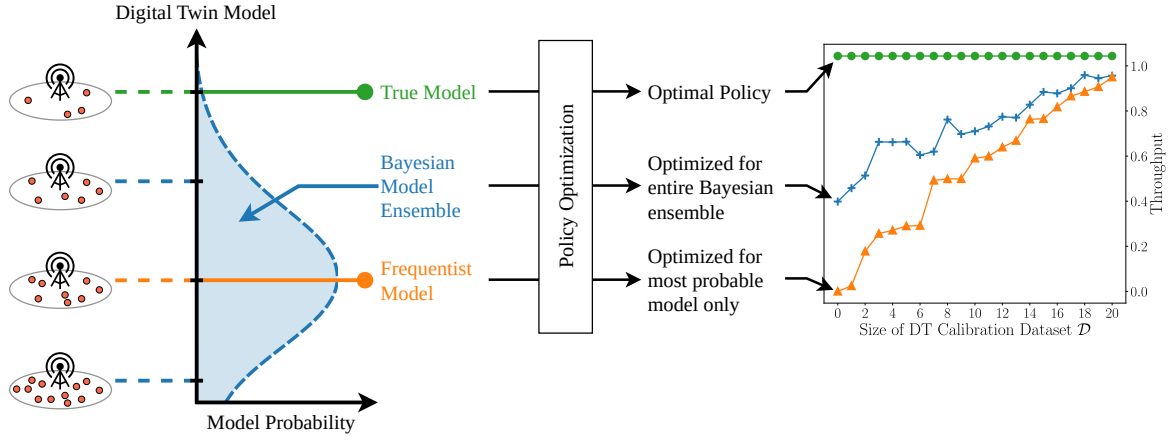 Digital Twin Model
True Model
Bayesian
Model
Ensemble
Frequentist
Model
Model Probability
Policy Optimization
Optimal Policy
Optimized for
entire Bayesian
ensemble
Optimized for
most probable
model only
1.0
0.8
0.6
0.4
0.2
0.0
Throughput
0 2 4 6 8 10 12 14 16 18 20
Size of DT Calibration Dataset 𝒟